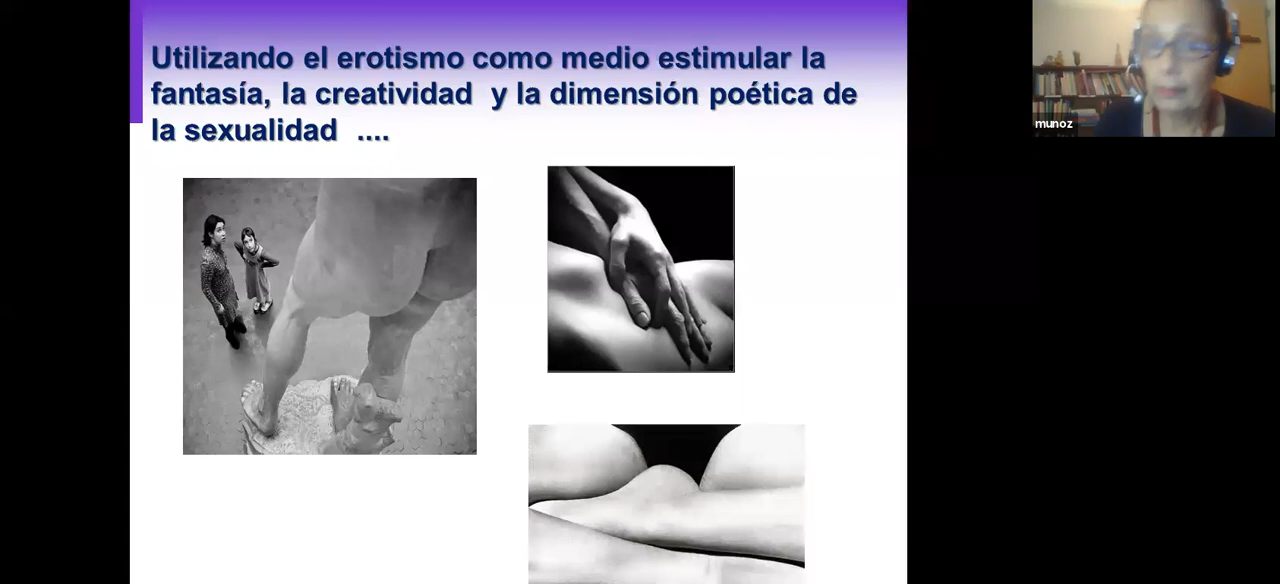 Utilizando el erotismo como medio estimular la
fantasía, la creatividad y la dimensión poética de
la sexualidad ....
munoz